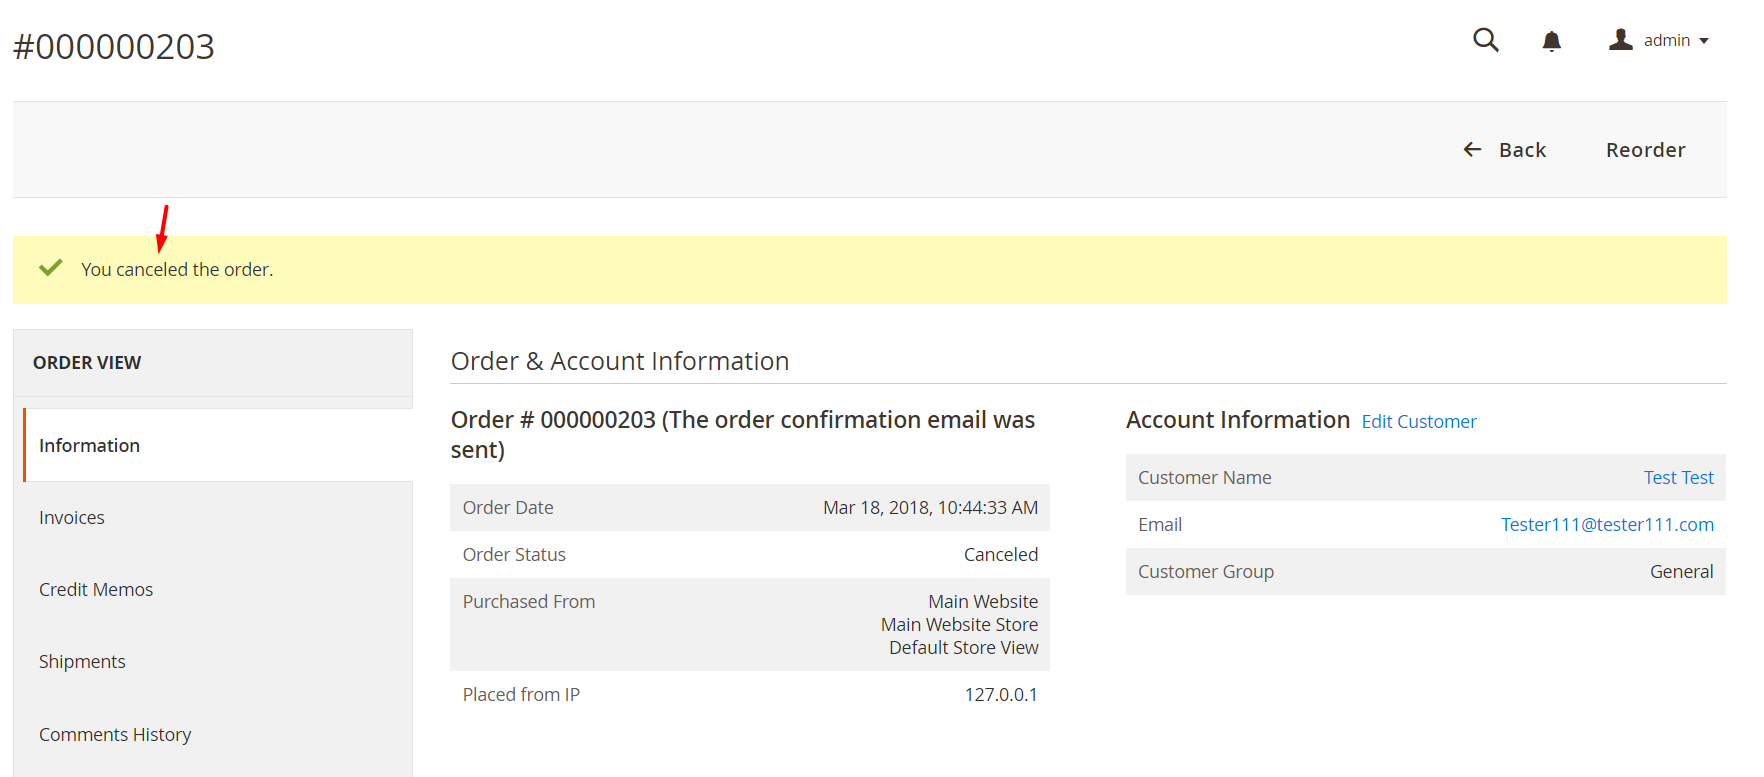 #000000203
admin
Back
Reorder
You canceled the order.
ORDER VIEW
Information
Invoices
Credit Memos
Shipments
Comments History
Order & Account Information
Order # 000000203 (The order confirmation email was
sent)
Order Date Mar 18, 2018, 10:44:33 AM
Order Status Canceled
Purchased From Main Website
Main Website Store
Default Store View
Placed from IP 127.0.0.1
Account Information Edit Customer
Customer Name Test Test
Email Tester111@tester111.com
Customer Group General